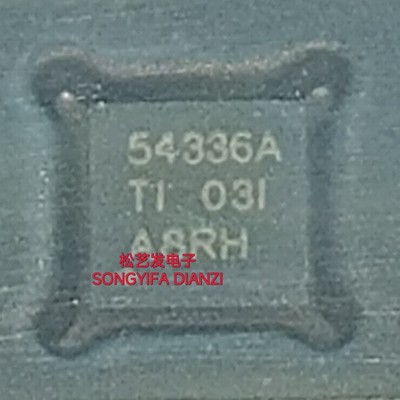 54336A
TI 03I
A8RH
松艺发电子
SONGYIFA DIANZI